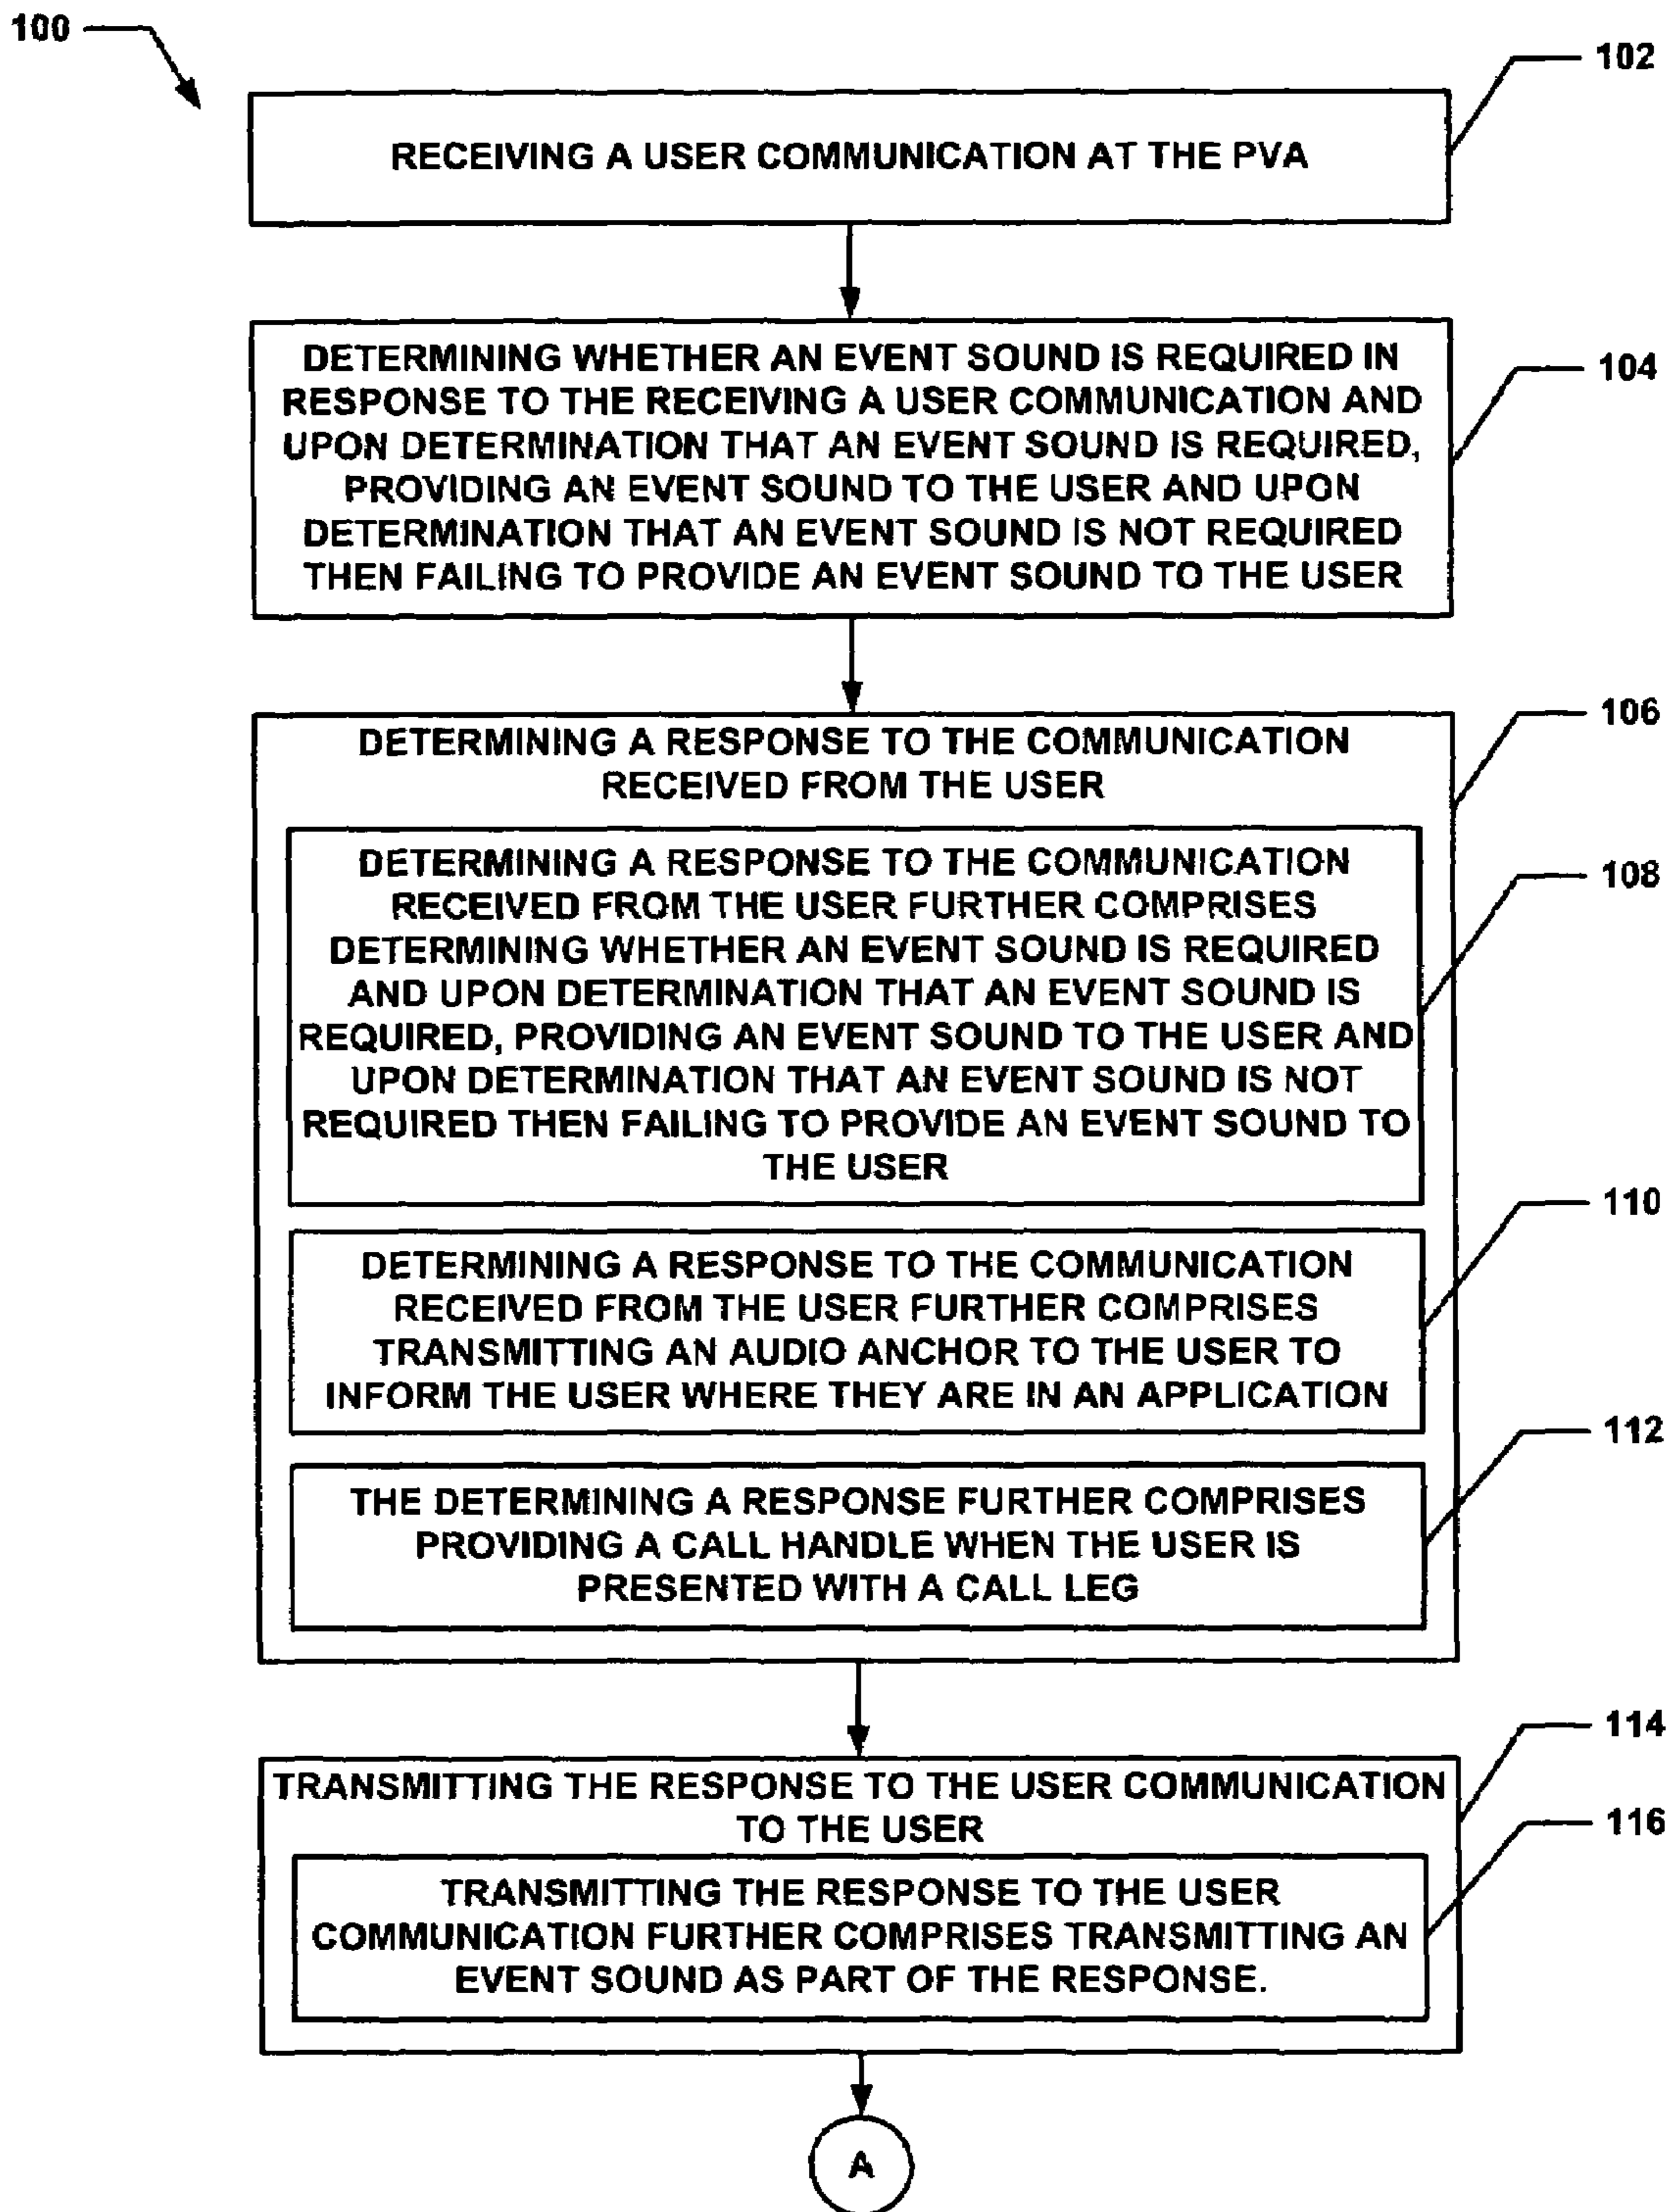 100
102
RECEIVING A USER COMMUNICATION AT THE PVA
104
DETERMINING WHETHER AN EVENT SOUND IS REQUIRED IN
RESPONSE TO THE RECEIVING A USER COMMUNICATION AND
UPON DETERMINATION THAT AN EVENT SOUND IS REQUIRED,
PROVIDING AN EVENT SOUND TO THE USER AND UPON
DETERMINATION THAT AN EVENT SOUND IS NOT REQUIRED
THEN FAILING TO PROVIDE AN EVENT SOUND TO THE USER
106
DETERMINING A RESPONSE TO THE COMMUNICATION
RECEIVED FROM THE USER
108
DETERMINING A RESPONSE TO THE COMMUNICATION
RECEIVED FROM THE USER FURTHER COMPRISES
DETERMINING WHETHER AN EVENT SOUND IS REQUIRED
AND UPON DETERMINATION THAT AN EVENT SOUND IS
REQUIRED, PROVIDING AN EVENT SOUND TO THE USER AND
UPON DETERMINATION THAT AN EVENT SOUND IS NOT
REQUIRED THEN FAILING TO PROVIDE AN EVENT SOUND TO
THE USER
110
DETERMINING A RESPONSE TO THE COMMUNICATION
RECEIVED FROM THE USER FURTHER COMPRISES
TRANSMITTING AN AUDIO ANCHOR TO THE USER TO
INFORM THE USER WHERE THEY ARE IN AN APPLICATION
112
THE DETERMINING A RESPONSE FURTHER COMPRISES
PROVIDING A CALL HANDLE WHEN THE USER IS
PRESENTED WITH A CALL LEG
114
TRANSMITTING THE RESPONSE TO THE USER COMMUNICATION
TO THE USER
116
TRANSMITTING THE RESPONSE TO THE USER
COMMUNICATION FURTHER COMPRISES TRANSMITTING AN
EVENT SOUND AS PART OF THE RESPONSE.
A